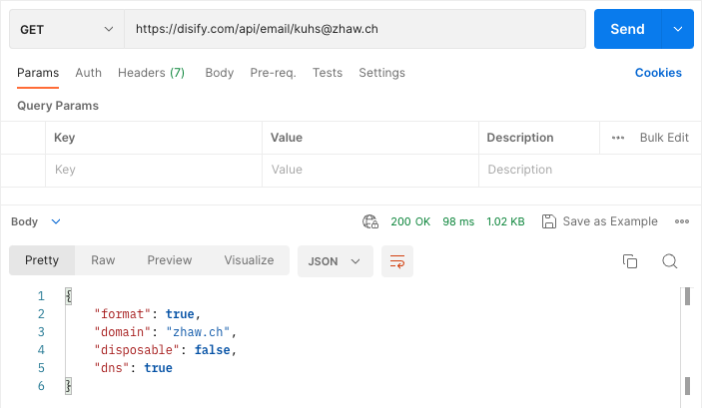 GET https://disify.com/api/email/kuhs@zhaw.ch Send
Params Auth Headers (7) Body Pre-req. Tests Settings Cookies
Query Params
Key Value Description ••• Bulk Edit
Key Value Description
Body 200 OK 98 ms 1.02 KB Save as Example •••
Pretty Raw Preview Visualize JSON
1 {
2 "format": true,
3 "domain": "zhaw.ch",
4 "disposable": false,
5 "dns": true
6 }